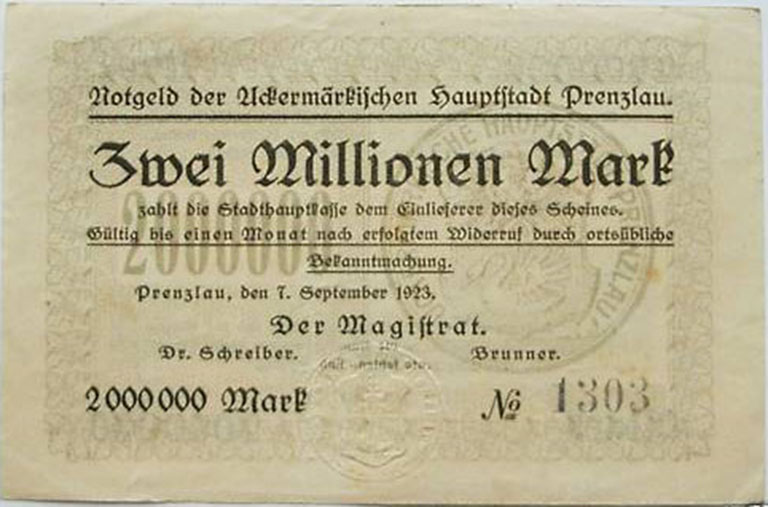 Notgeld der Uckermärkischen Hauptstadt Prenzlau.
Zwei Millionen Mark
2000000
zahlt die Stadthauptkasse dem Einlieferer dieses Scheines.
Gültig bis einen Monat nach erfolgtem Widerruf durch ortsübliche
Bekanntmachung.
Prenzlau, den 7. September 1923.
Der Magistrat.
Dr. Schreiber. Brunner.
2000000 Mark № 1303